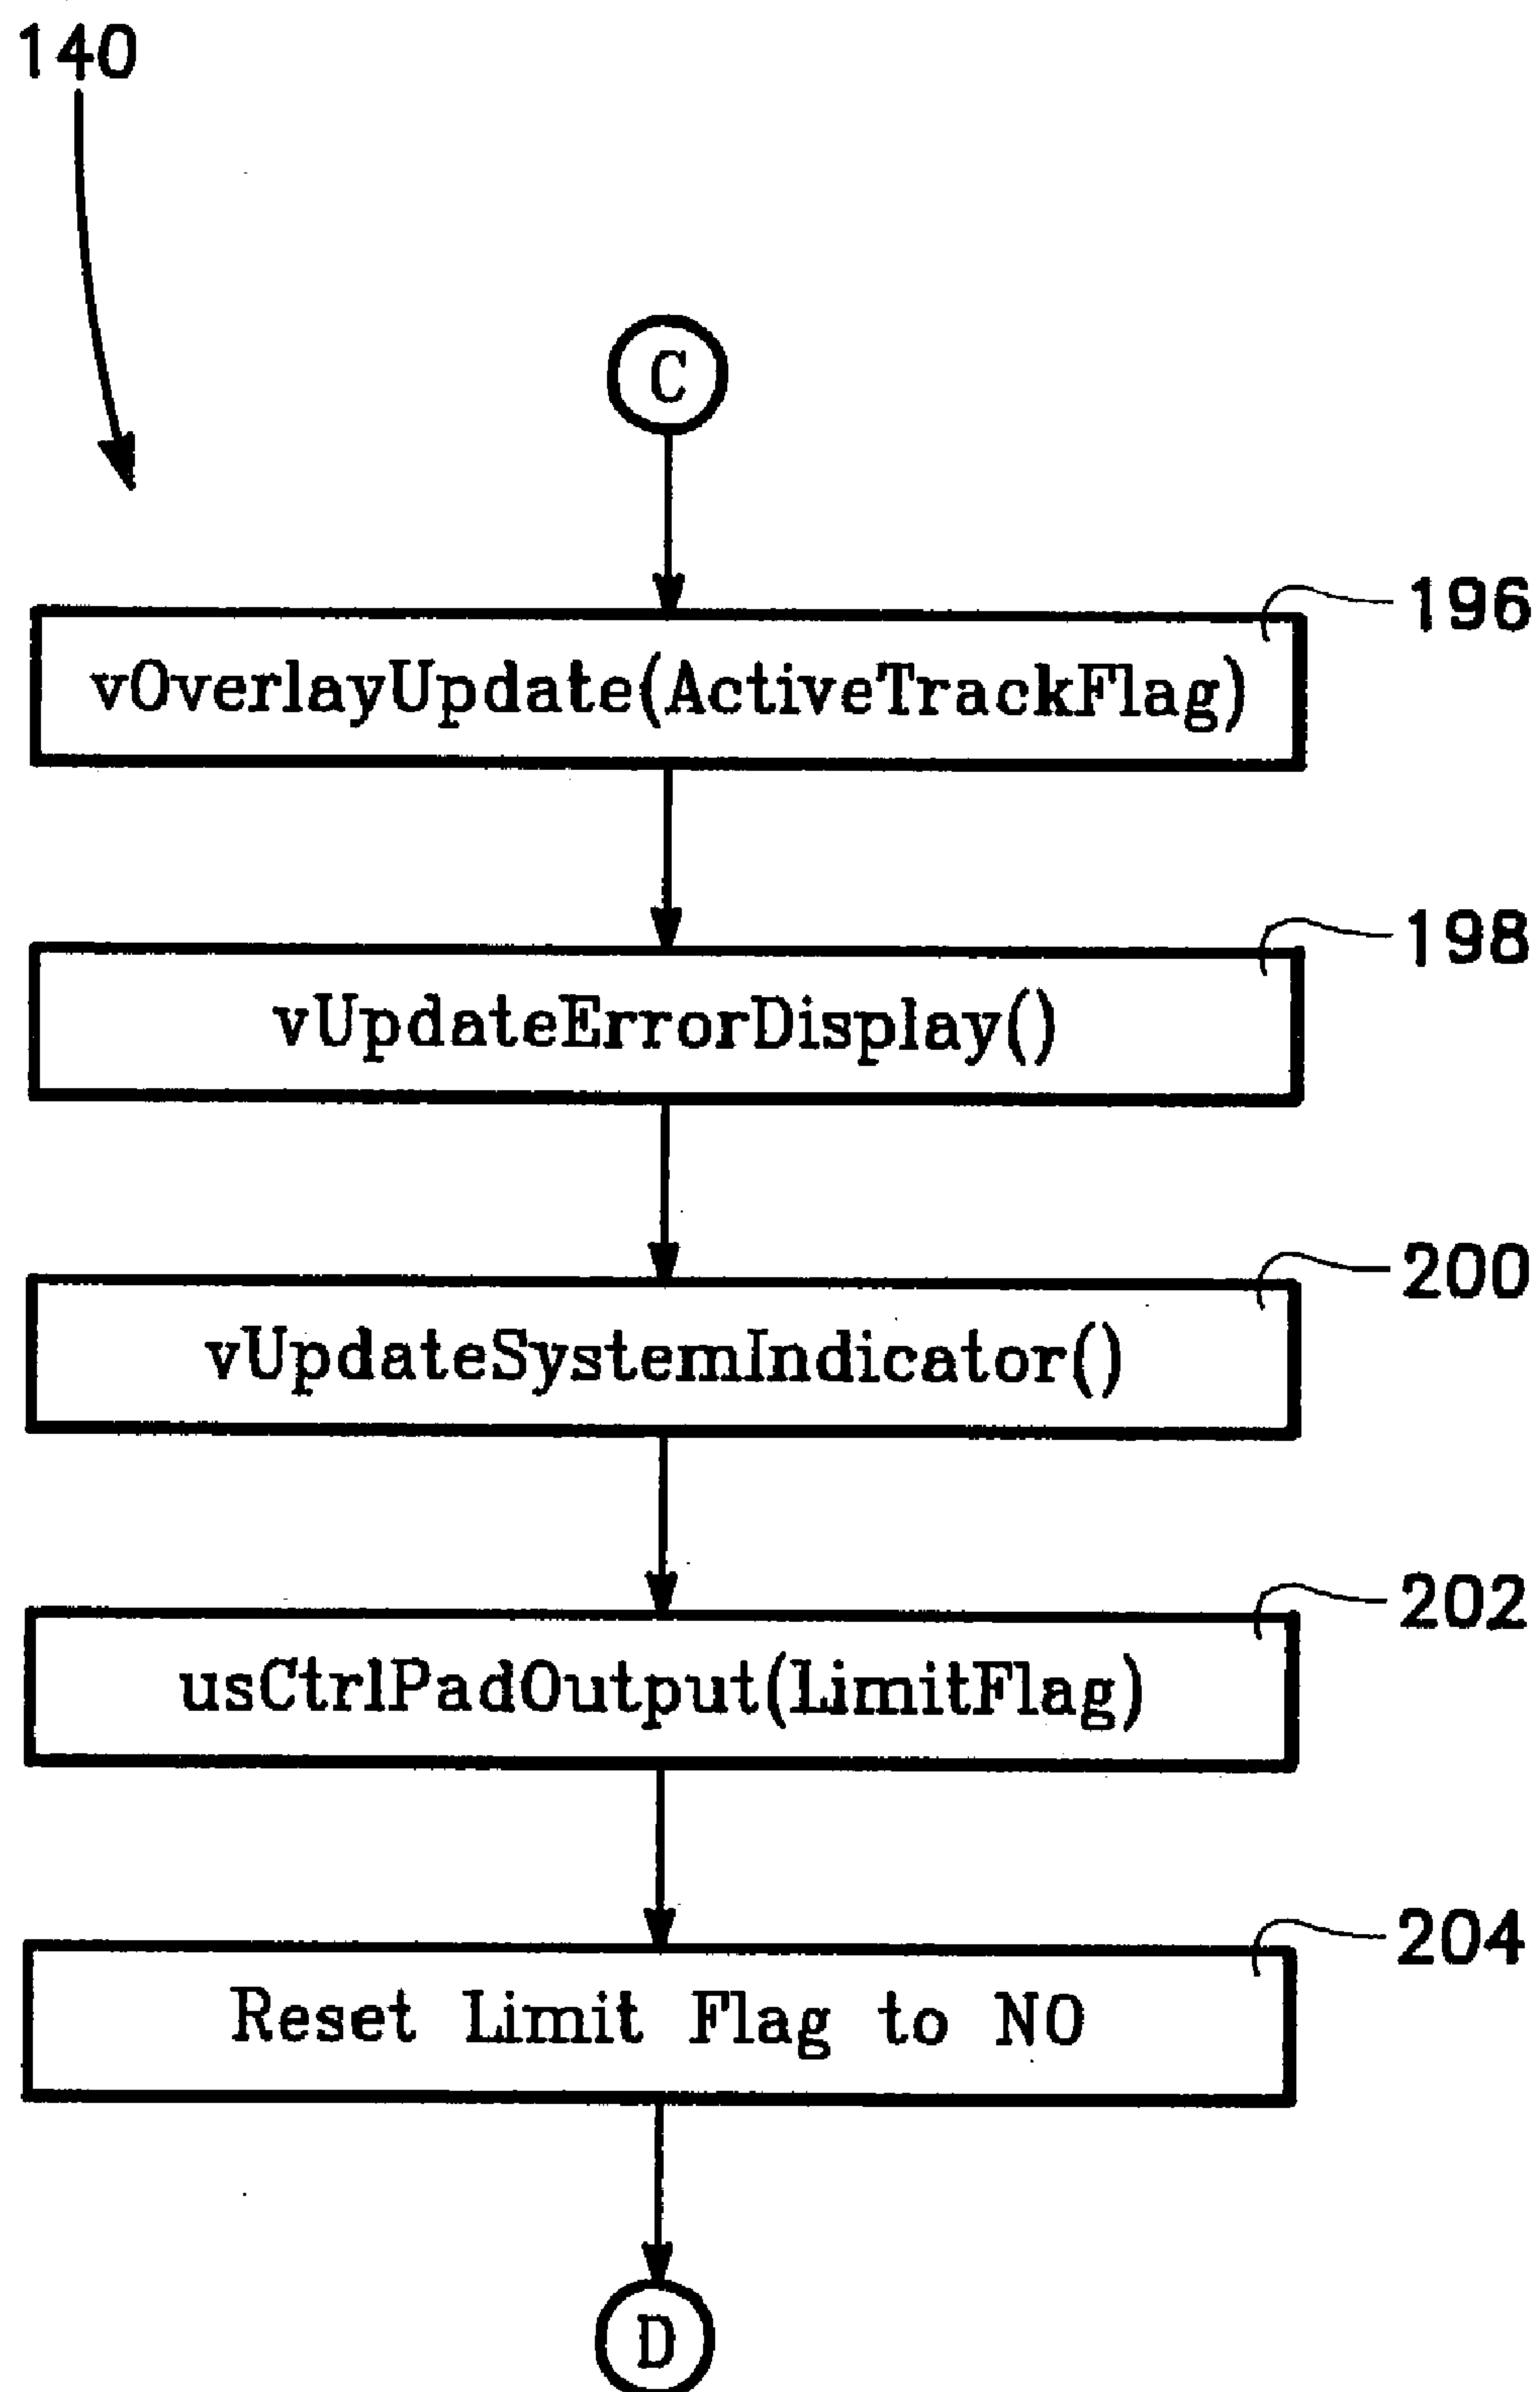 140
C
196
vOverlayUpdate(ActiveTrackFlag)
198
vUpdateErrorDisplay()
200
vUpdateSystemIndicator()
202
usCtrlPadOutput(LimitFlag)
204
Reset Limit Flag to NO
D